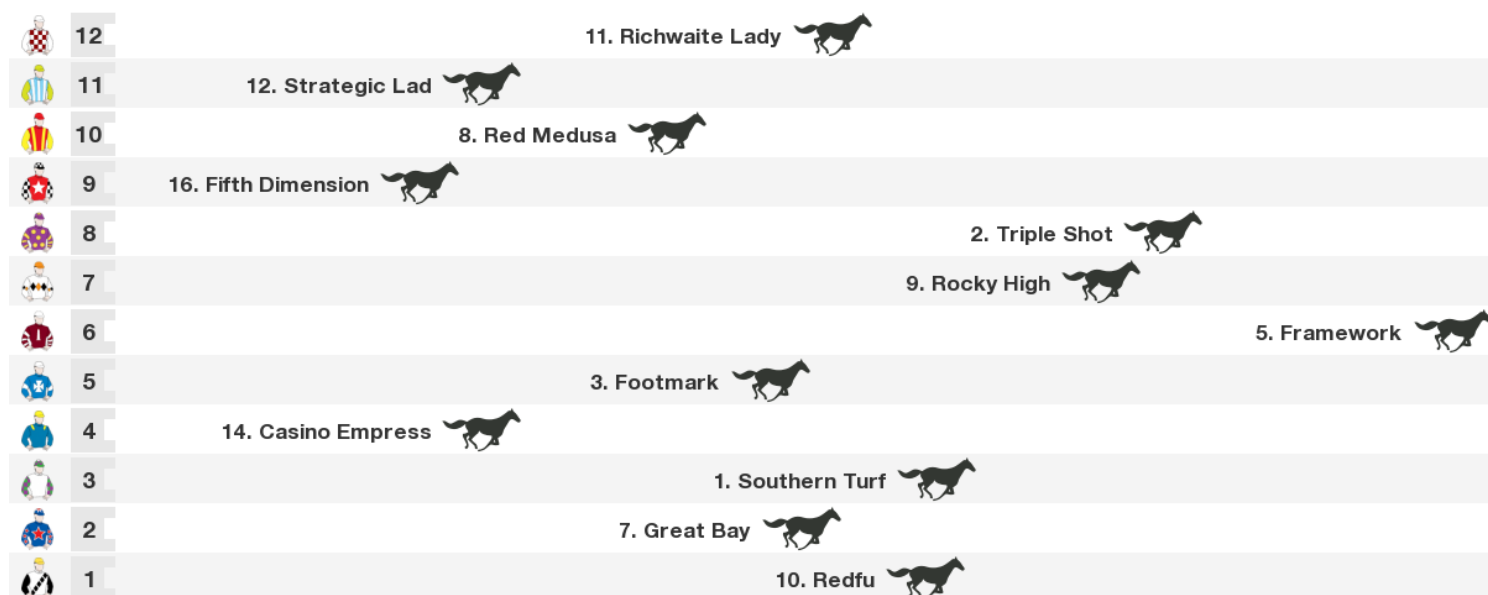 12 11. Richwaite Lady
11 12. Strategic Lad
10 8. Red Medusa
9 16. Fifth Dimension
8 2. Triple Shot
7 9. Rocky High
6 5. Framework
5 3. Footmark
4 14. Casino Empress
3 1. Southern Turf
2 7. Great Bay
1 10. Redfu